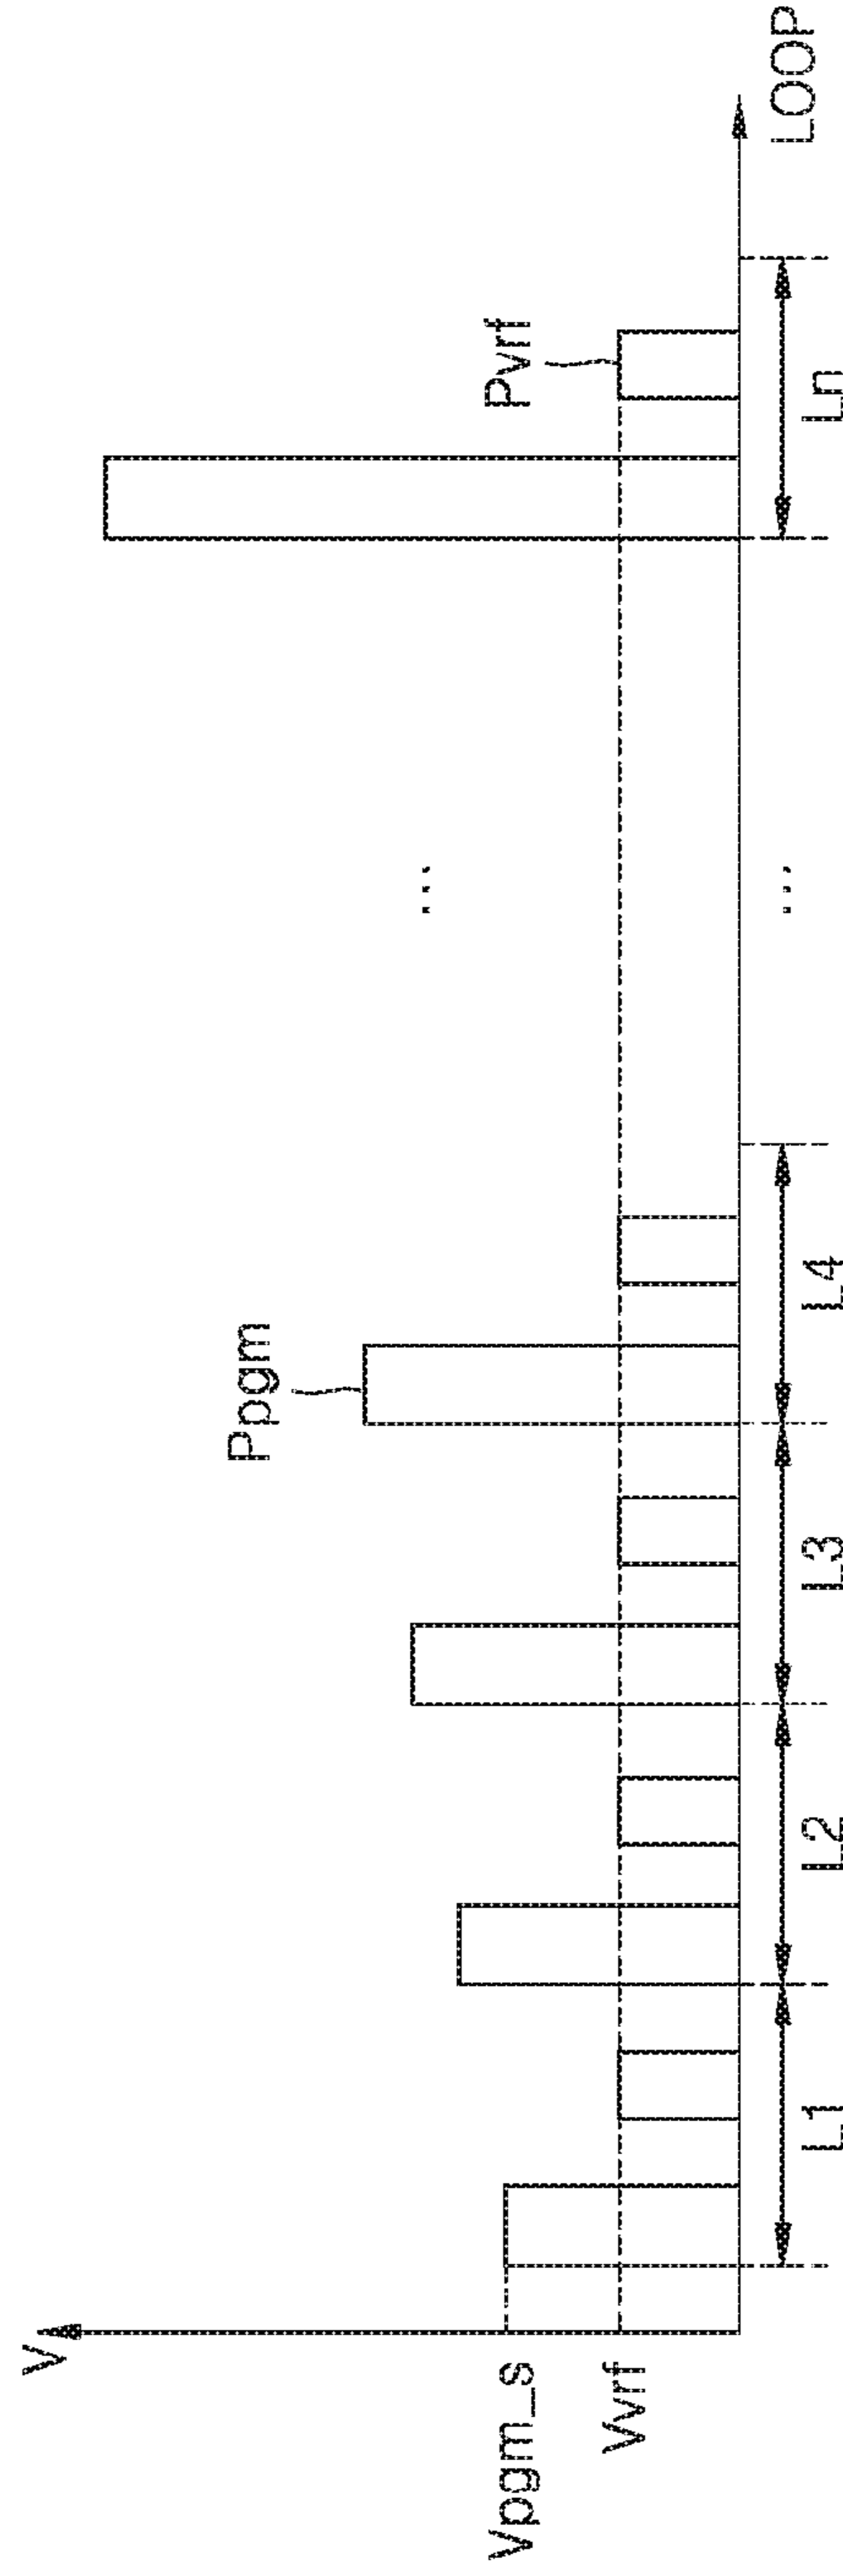 V
Ppgm
Pvrf
...
Vpgm_s
Vvrf
LOOP
L1
L2
L3
L4
...
Ln